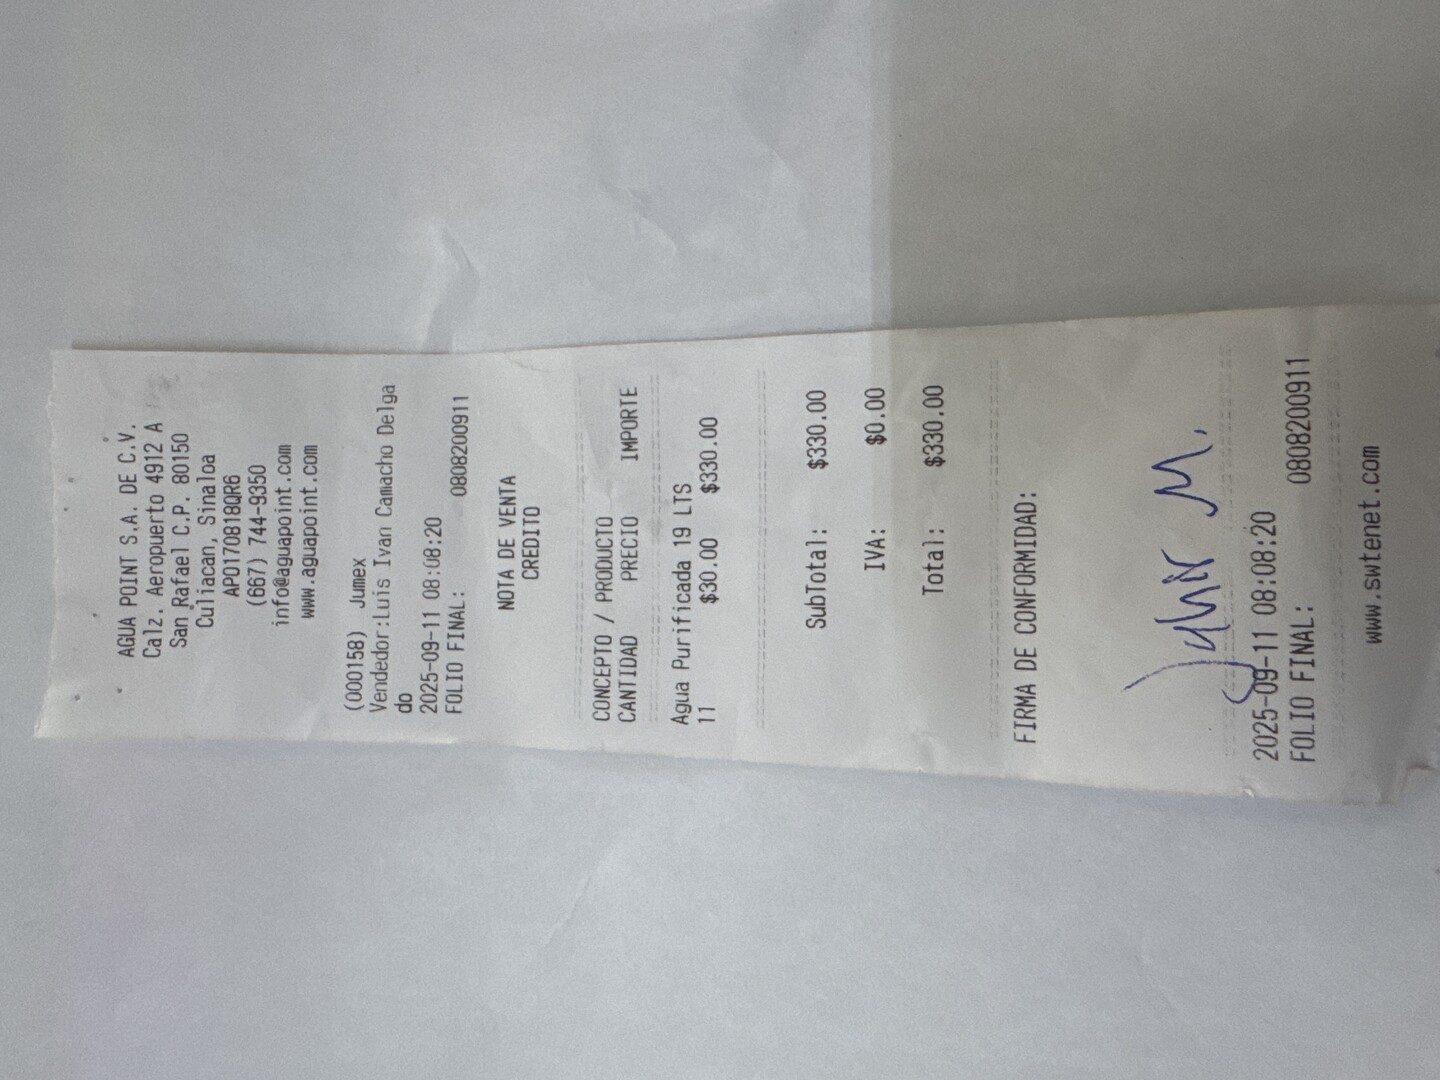 AGUA POINT S.A. DE C.V.
Calz. Aeropuerto 4912 A
San Rafael C.P. 80150
Culiacan, Sinaloa
APO170818QR6
(667) 744-9350
info@aguapoint.com
www.aguapoint.com
(000158) Jumex
Vendedor:Luis Ivan Camacho Delga
do
2025-09-11 08:08:20
FOLIO FINAL: 0808200911
NOTA DE VENTA
CREDITO
CONCEPTO / PRODUCTO
CANTIDAD PRECIO IMPORTE
Agua Purificada 19 LTS
11 $30.00 $330.00
SubTotal: $330.00
IVA: $0.00
Total: $330.00
FIRMA DE CONFORMIDAD:
M.
2025-09-11 08:08:20
FOLIO FINAL: 0808200911
www.swtenet.com